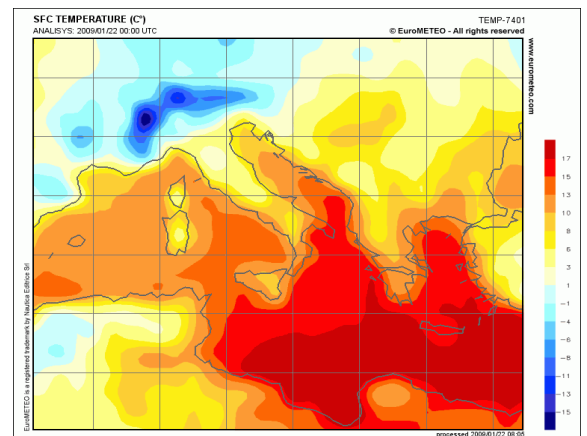 SFC TEMPERATURE (C°)
TEMP-7401
ANALISYS: 2009/01/22 00:00 UTC
© EuroMETEO - All rights reserved
www.eurometeo.com
EuroMETEO is a registered trademark by Nautica Editrice Srl
17
15
13
10
8
6
3
1
-1
-4
-6
-8
-11
-13
-15
processed 2009/01/22 08:05